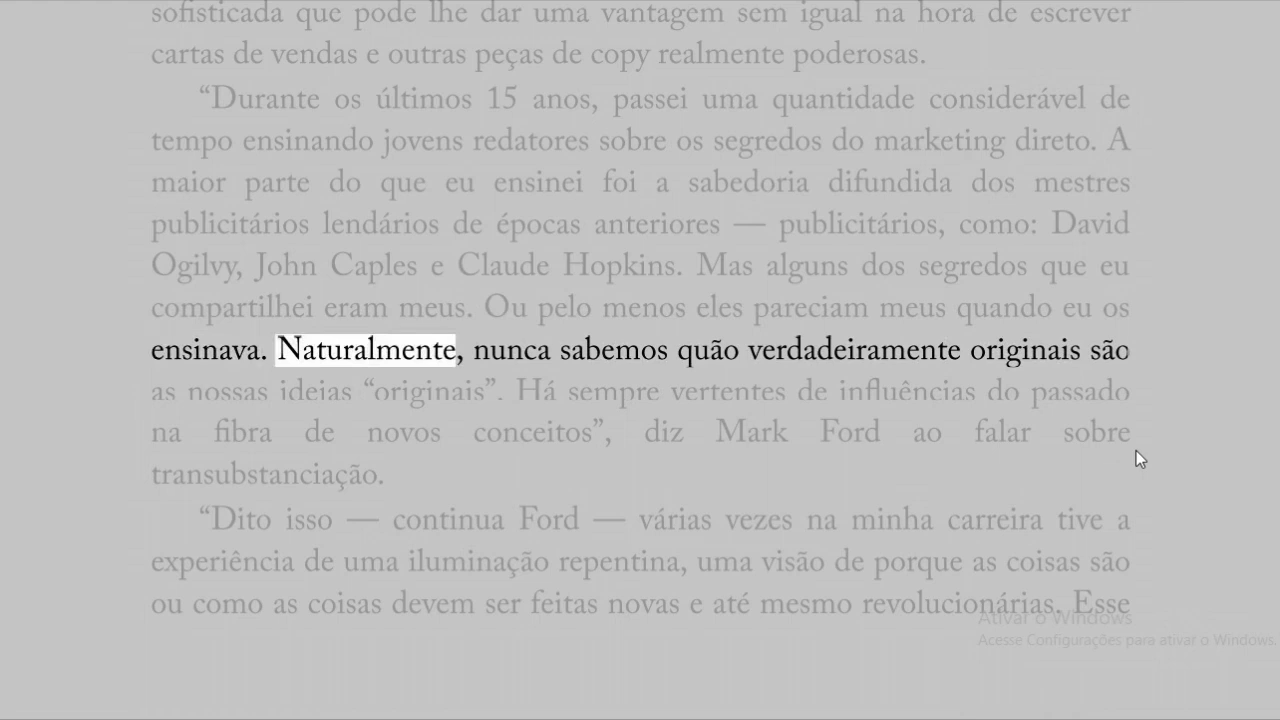 sofisticada que pode lhe dar uma vantagem sem igual na hora de escrever
cartas de vendas e outras peças de copy realmente poderosas.
“Durante os últimos 15 anos, passei uma quantidade considerável de
tempo ensinando jovens redatores sobre os segredos do marketing direto. A
maior parte do que eu ensinei foi a sabedoria difundida dos mestres
publicitários lendários de épocas anteriores — publicitários, como: David
Ogilvy, John Caples e Claude Hopkins. Mas alguns dos segredos que eu
compartilhei eram meus. Ou pelo menos eles pareciam meus quando eu os
ensinava. Naturalmente, nunca sabemos quão verdadeiramente originais são
as nossas ideias “originais”. Há sempre vertentes de influências do passado
na fibra de novos conceitos”, diz Mark Ford ao falar sobre
transubstanciação.
“Dito isso — continua Ford — várias vezes na minha carreira tive a
experiência de uma iluminação repentina, uma visão de porque as coisas são
ou como as coisas devem ser feitas novas e até mesmo revolucionárias. Esse
Ativar o Windows
Acesse Configurações para ativar o Windows.